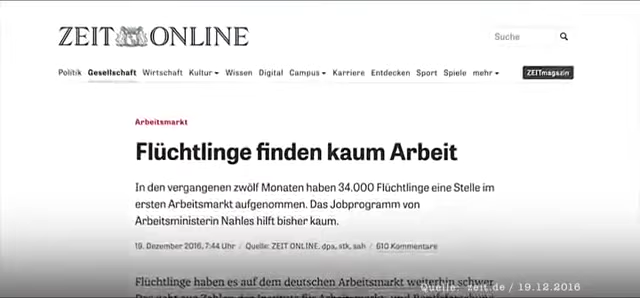 ZEIT ONLINE
Suche
Politik Gesellschaft Wirtschaft Kultur Wissen Digital Campus Karriere Entdecken Sport Spiele mehr ZEITmagazin
Arbeitsmarkt
Flüchtlinge finden kaum Arbeit
In den vergangenen zwölf Monaten haben 34.000 Flüchtlinge eine Stelle im
ersten Arbeitsmarkt aufgenommen. Das Jobprogramm von
Arbeitsministerin Nahles hilft bisher kaum.
19. Dezember 2016, 7:44 Uhr / Quelle: ZEIT ONLINE, dpa, stk, sah / 610 Kommentare
Flüchtlinge haben es auf dem deutschen Arbeitsmarkt weiterhin schwer.
Quelle: zeit.de / 19.12.2016